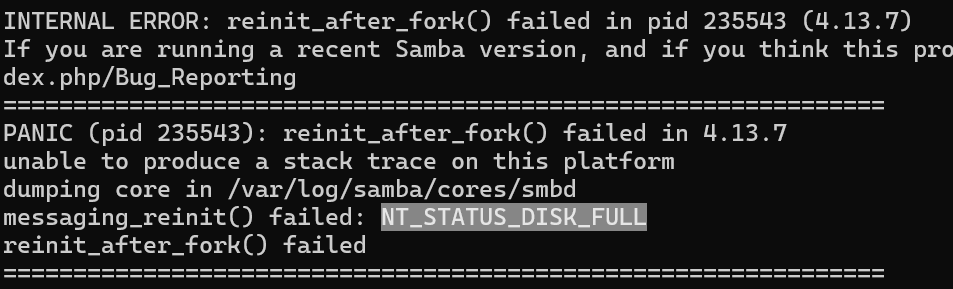 INTERNAL ERROR: reinit_after_fork() failed in pid 235543 (4.13.7)
If you are running a recent Samba version, and if you think this pro
dex.php/Bug_Reporting
===============================================================
PANIC (pid 235543): reinit_after_fork() failed in 4.13.7
unable to produce a stack trace on this platform
dumping core in /var/log/samba/cores/smbd
messaging_reinit() failed: NT_STATUS_DISK_FULL
reinit_after_fork() failed
===============================================================